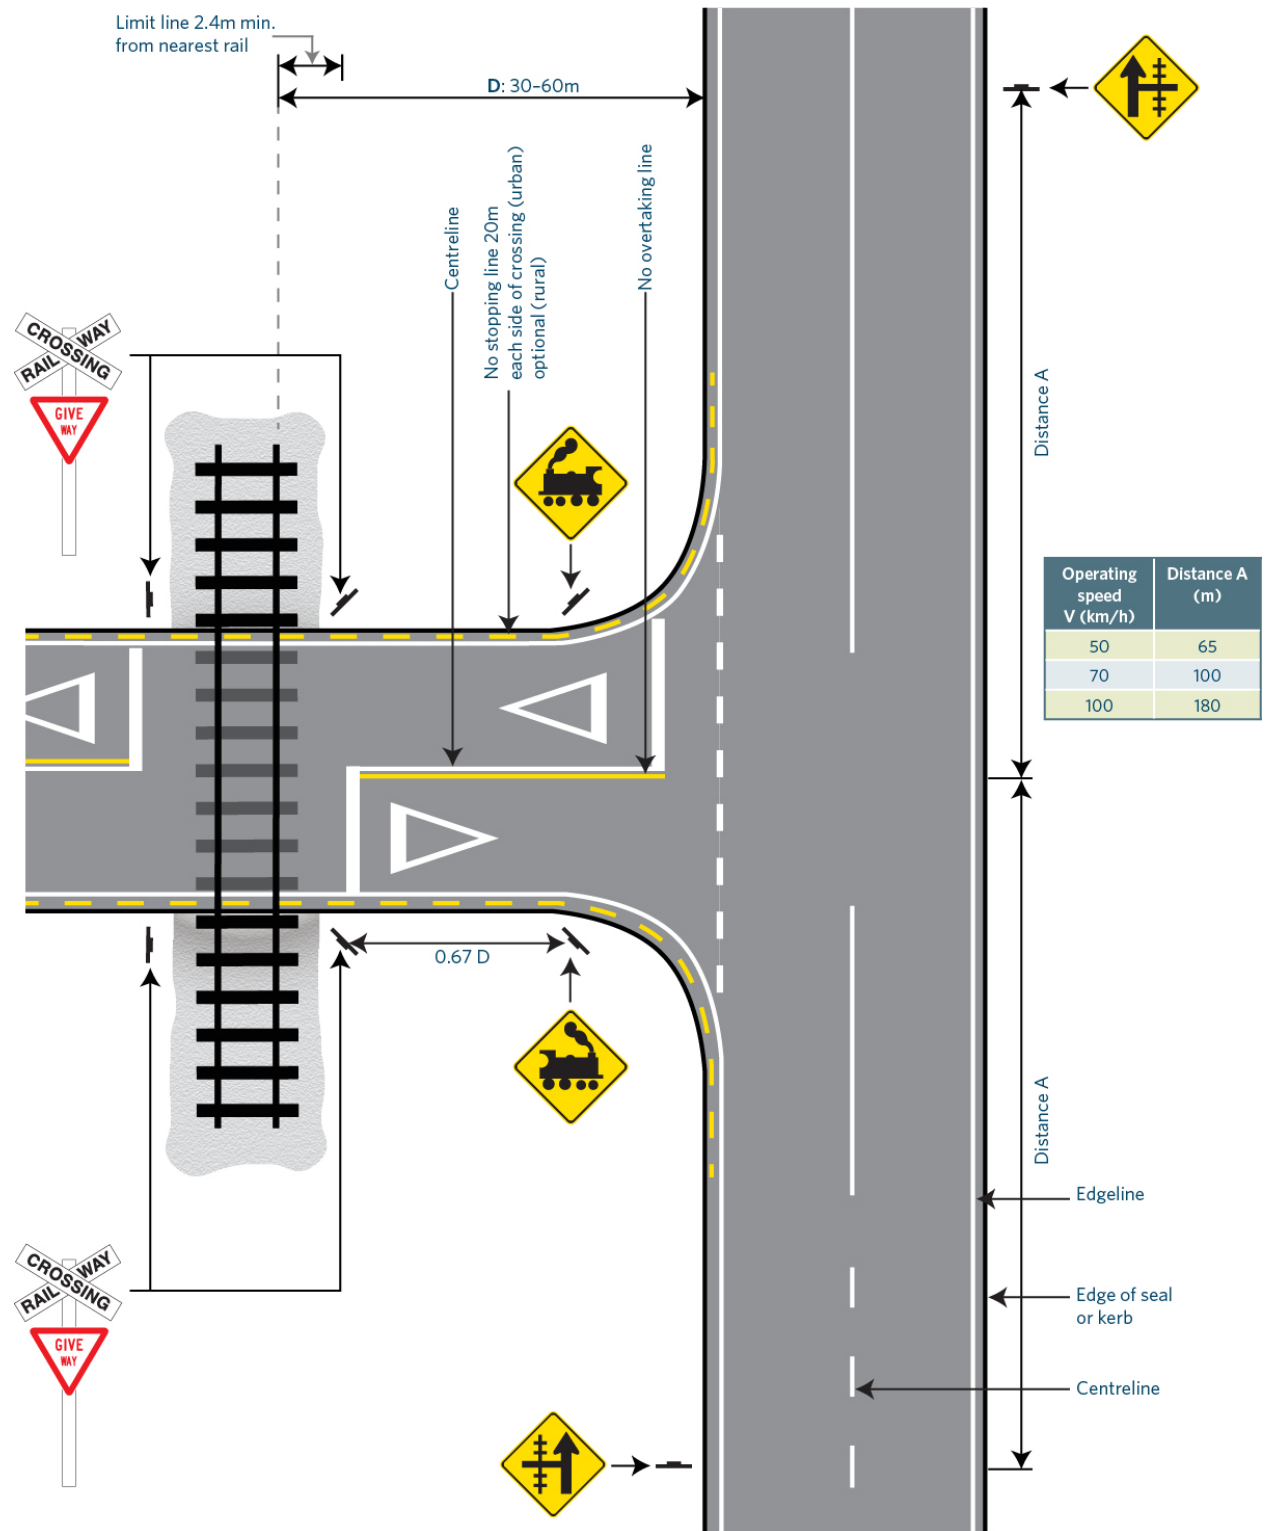 Limit line 2.4m min.
from nearest rail
D: 30–60m
Centreline
No stopping line 20m
each side of crossing (urban)
optional (rural)
No overtaking line
Distance A
CROSSING
RAIL WAY
GIVE
WAY
Operating
speed
V (km/h)
Distance A
(m)
50 65
70 100
100 180
0.67 D
Distance A
Edgeline
Edge of seal
or kerb
Centreline
CROSSING
RAIL WAY
GIVE
WAY